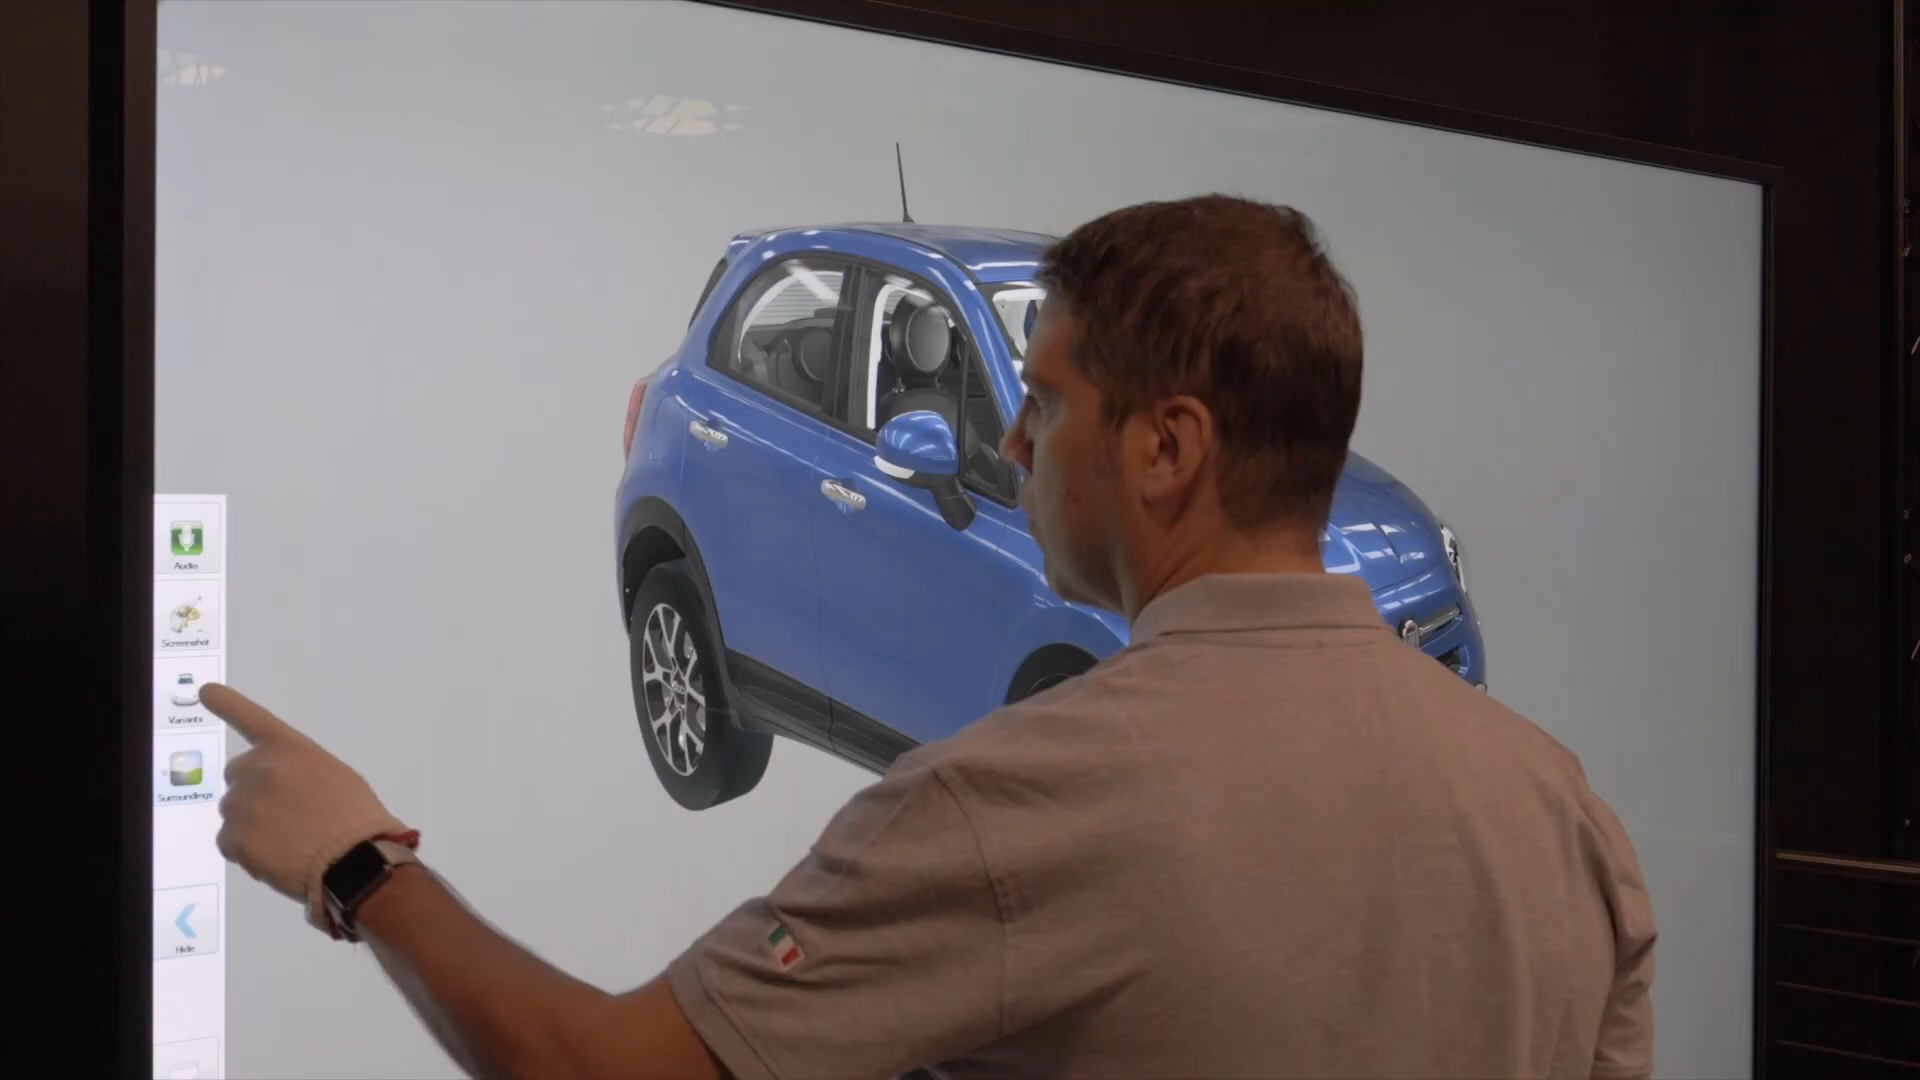 Audio
Screenshot
Variants
Surroundings
Hide